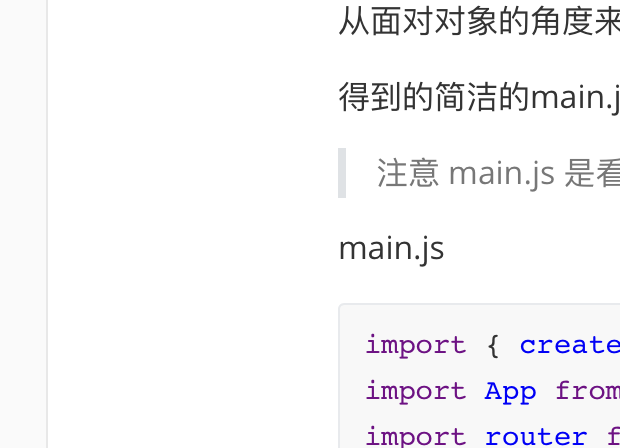 从面对对象的角度来
得到的简洁的main.j
注意 main.js 是看
main.js
import { create
import App from
import router f